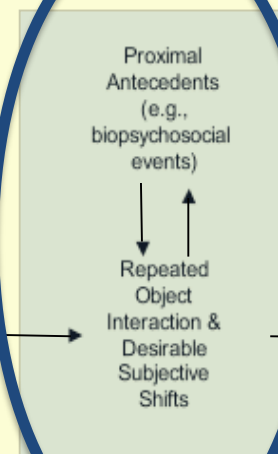 Proximal
Antecedents
(e.g.,
biopsychosocial
events)
Repeated
Object
Interaction &
Desirable
Subjective
Shifts